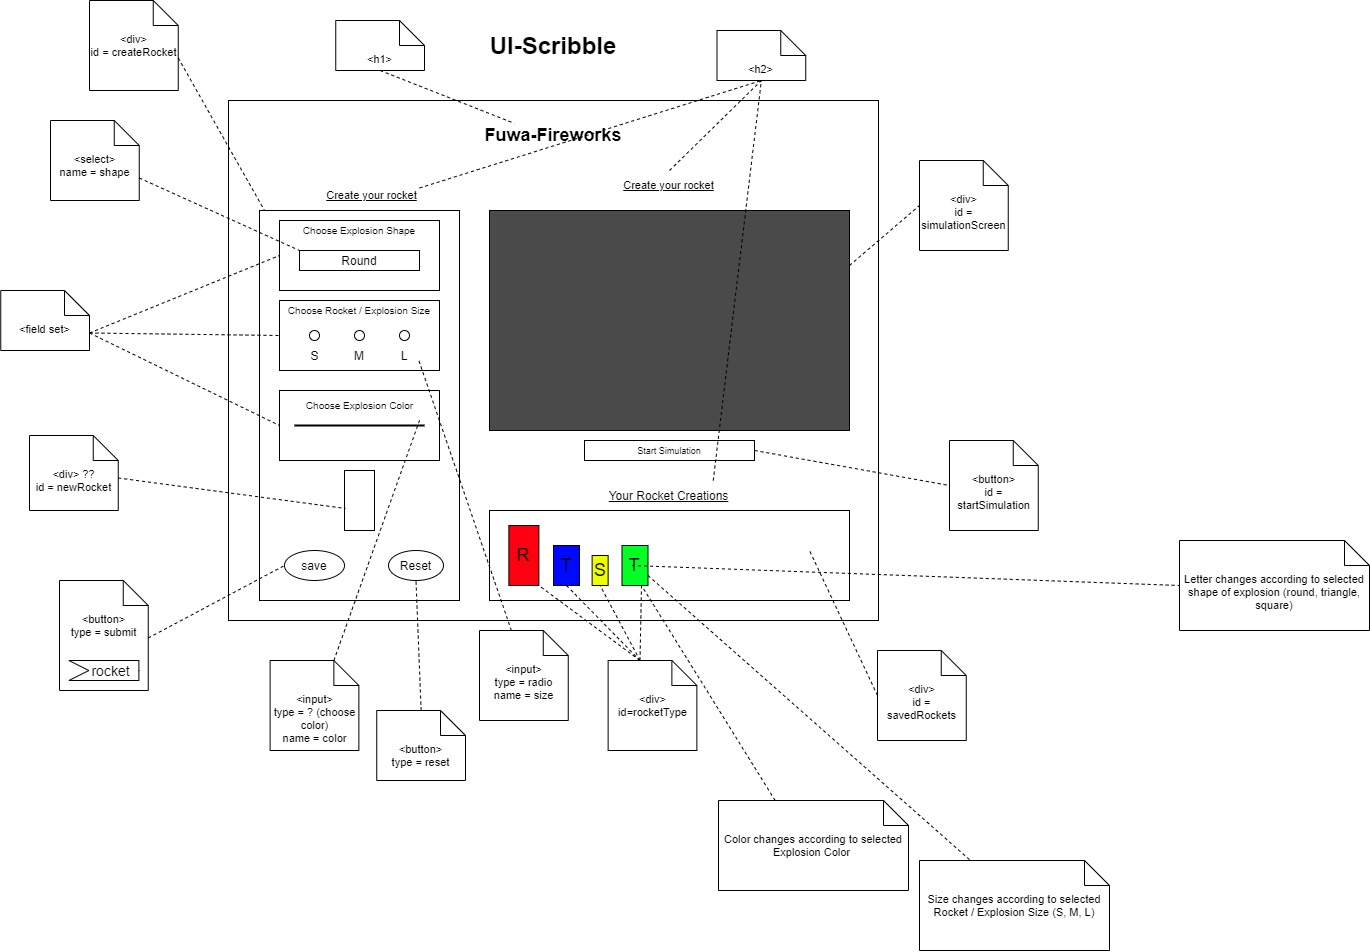 UI-Scribble
<div>
id = createRocket
<h1>
<h2>
Fuwa-Fireworks
<select>
name = shape
Create your rocket
Create your rocket
<div>
id =
simulationScreen
Choose Explosion Shape
Round
<field set>
Choose Rocket / Explosion Size
S M L
Choose Explosion Color
Start Simulation
<div> ??
id = newRocket
<button>
id =
startSimulation
Your Rocket Creations
R T S T
save
Reset
Letter changes according to selected
shape of explosion (round, triangle,
square)
<button>
type = submit
rocket
<input>
type = ? (choose
color)
name = color
<button>
type = reset
<input>
type = radio
name = size
<div>
id=rocketType
<div>
id =
savedRockets
Color changes according to selected
Explosion Color
Size changes according to selected
Rocket / Explosion Size (S, M, L)